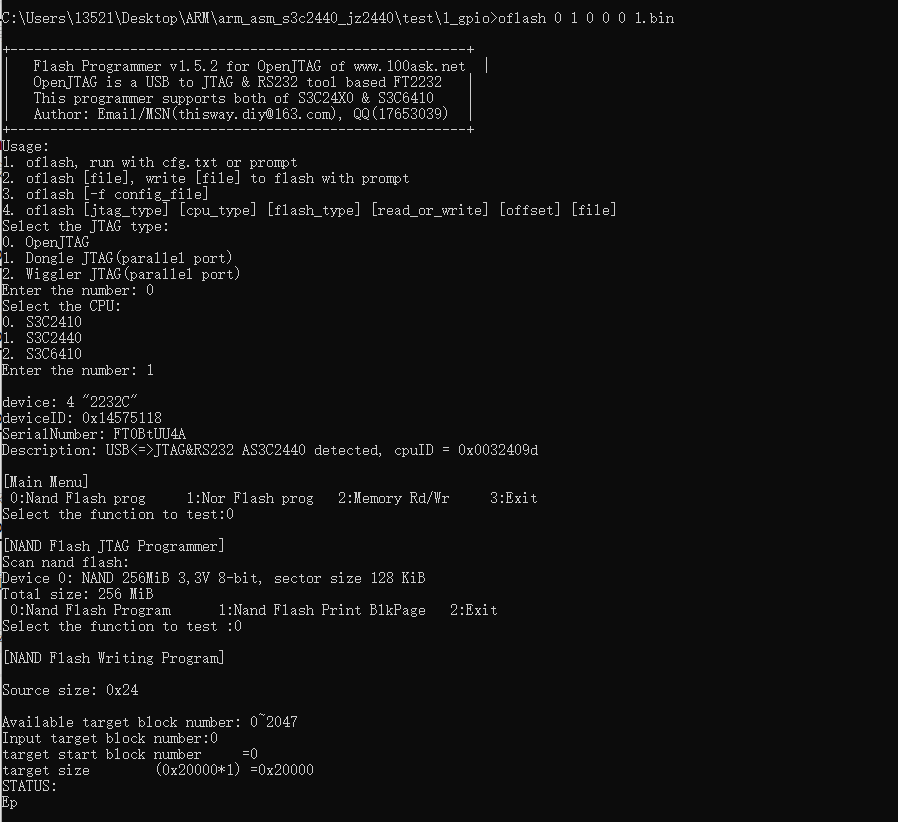 C:\Users\13521\Desktop\ARM\arm_asm_s3c2440_jz2440\test\1_gpio>oflash 0 1 0 0 0 1.bin
+---------------------------------------------------------+
|   Flash Programmer v1.5.2 for OpenJTAG of www.100ask.net  |
|   OpenJTAG is a USB to JTAG & RS232 tool based FT2232   |
|   This programmer supports both of S3C24X0 & S3C6410    |
|   Author: Email/MSN(thisway.diy@163.com), QQ(17653039)  |
+---------------------------------------------------------+
Usage:
1. oflash, run with cfg.txt or prompt
2. oflash [file], write [file] to flash with prompt
3. oflash [-f config_file]
4. oflash [jtag_type] [cpu_type] [flash_type] [read_or_write] [offset] [file]
Select the JTAG type:
0. OpenJTAG
1. Dongle JTAG(parallel port)
2. Wiggler JTAG(parallel port)
Enter the number: 0
Select the CPU:
0. S3C2410
1. S3C2440
2. S3C6410
Enter the number: 1
device: 4 "2232C"
deviceID: 0x14575118
SerialNumber: FT0BtUU4A
Description: USB<=>JTAG&RS232 AS3C2440 detected, cpuID = 0x0032409d
[Main Menu]
 0:Nand Flash prog     1:Nor Flash prog   2:Memory Rd/Wr     3:Exit
Select the function to test:0
[NAND Flash JTAG Programmer]
Scan nand flash:
Device 0: NAND 256MiB 3,3V 8-bit, sector size 128 KiB
Total size: 256 MiB
 0:Nand Flash Program      1:Nand Flash Print BlkPage   2:Exit
Select the function to test :0
[NAND Flash Writing Program]
Source size: 0x24
Available target block number: 0~2047
Input target block number:0
target start block number     =0
target size        (0x20000*1) =0x20000
STATUS:
Ep